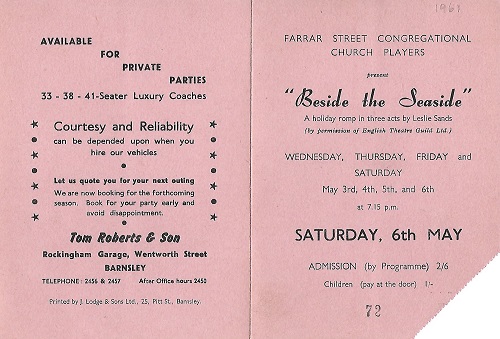 AVAILABLE
FOR
PRIVATE
PARTIES
33 - 38 - 41-Seater Luxury Coaches
Courtesy and Reliability
can be depended upon when you
hire our vehicles
Let us quote you for your next outing
We are now booking for the forthcoming
season. Book for your party early and
avoid disappointment.
Tom Roberts & Son
Rockingham Garage, Wentworth Street
BARNSLEY
TELEPHONE: 2456 & 2457 After Office hours 2450
Printed by J. Lodge & Sons Ltd., 25, Pitt St., Barnsley.
1961
FARRAR STREET CONGREGATIONAL
CHURCH PLAYERS
present
"Beside the Seaside"
A holiday romp in three acts by Leslie Sands
(by permission of English Theatre Guild Ltd.)
WEDNESDAY, THURSDAY, FRIDAY and
SATURDAY
May 3rd, 4th, 5th, and 6th
at 7.15 p.m.
SATURDAY, 6th MAY
ADMISSION (by Programme) 2/6
Children (pay at the door) 1/-
72